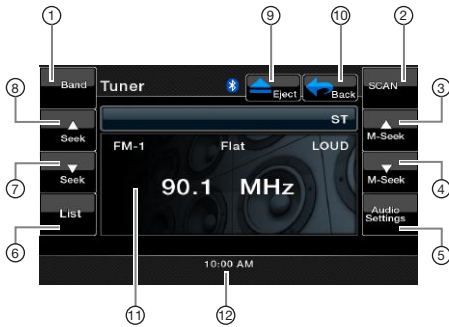 1 9 10 2
Band Tuner Eject Back SCAN
8 3
ST
Seek M-Seek
FM-1 Flat LOUD
7 Seek 90.1 MHz M-Seek 4
List Audio
Settings
6 5
10:00 AM
11 12